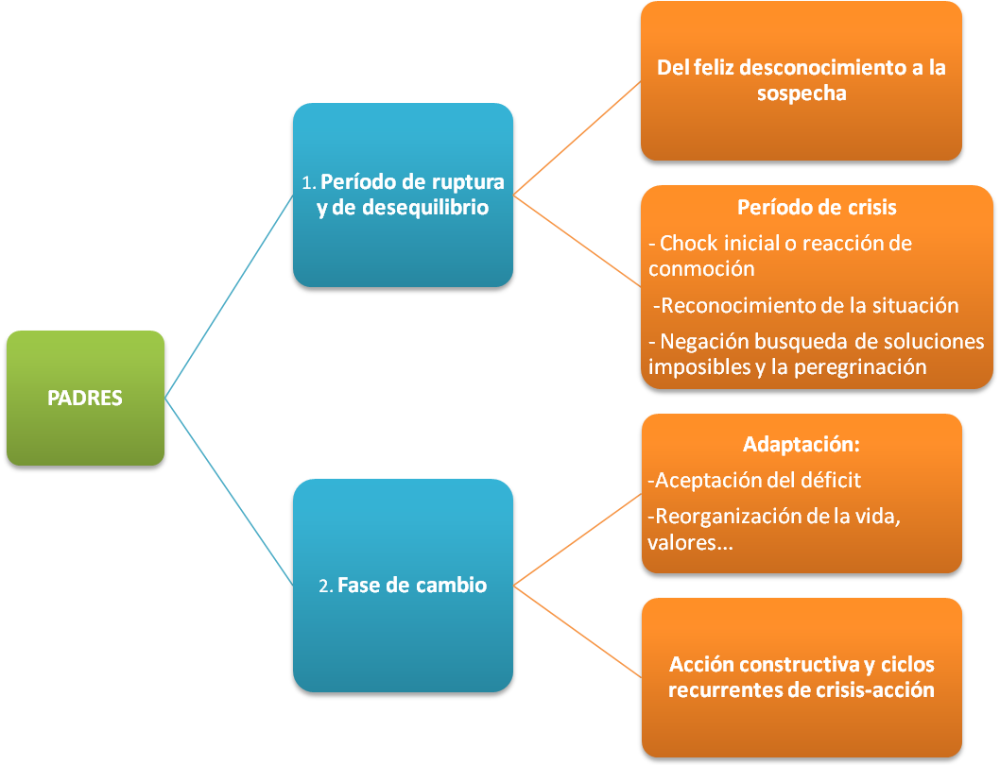 PADRES
1. Período de ruptura
y de desequilibrio
Del feliz desconocimiento a la
sospecha
Período de crisis
- Chock inicial o reacción de
conmoción
-Reconocimiento de la situación
- Negación busqueda de soluciones
imposibles y la peregrinación
2. Fase de cambio
Adaptación:
-Aceptación del déficit
-Reorganización de la vida,
valores...
Acción constructiva y ciclos
recurrentes de crisis-acción